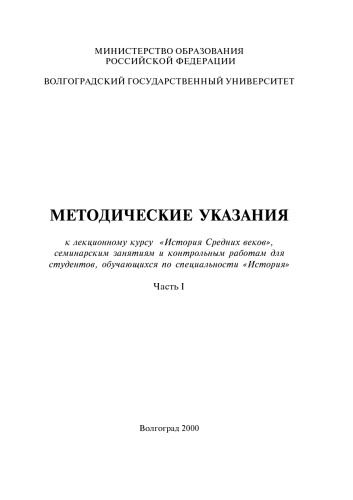 МИНИСТЕРСТВО ОБРАЗОВАНИЯ
РОССИЙСКОЙ ФЕДЕРАЦИИ
ВОЛГОГРАДСКИЙ ГОСУДАРСТВЕННЫЙ УНИВЕРСИТЕТ
МЕТОДИЧЕСКИЕ УКАЗАНИЯ
к лекционному курсу «История Средних веков»,
семинарским занятиям и контрольным работам для
студентов, обучающихся по специальности «История»
Часть I
Волгоград 2000